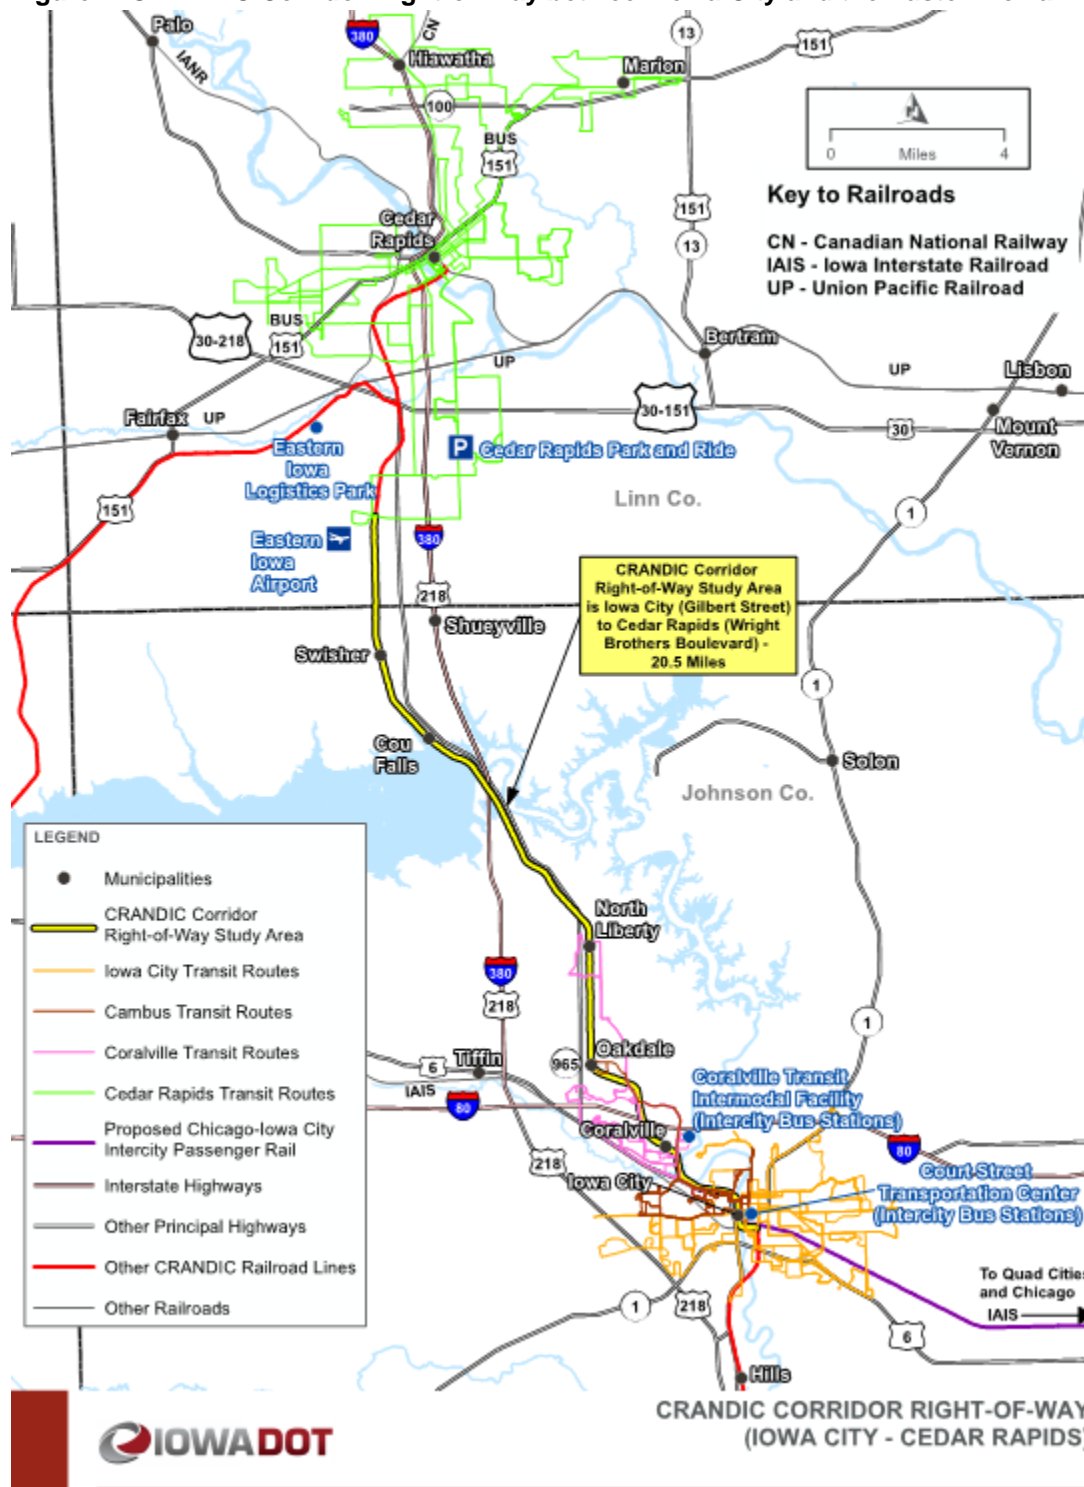 Palo
IANR
380
CN
Hiawatha
13
151
Marion
100
BUS
151
0 Miles 4
Key to Railroads
CN - Canadian National Railway
IAIS - Iowa Interstate Railroad
UP - Union Pacific Railroad
151
13
Cedar
Rapids
BUS
151
30-218
UP
Bertram
UP
Lisbon
30-151
30
Mount
Vernon
Fairfax
UP
Eastern
Iowa
Logistics Park
P
Cedar Rapids Park and Ride
Linn Co.
151
1
Eastern
Iowa
Airport
380
218
Shueyville
CRANDIC Corridor
Right-of-Way Study Area
is Iowa City (Gilbert Street)
to Cedar Rapids (Wright
Brothers Boulevard) -
20.5 Miles
Swisher
1
Cou
Falls
Solon
Johnson Co.
LEGEND
Municipalities
CRANDIC Corridor
Right-of-Way Study Area
Iowa City Transit Routes
Cambus Transit Routes
Coralville Transit Routes
Cedar Rapids Transit Routes
Proposed Chicago-Iowa City
Intercity Passenger Rail
Interstate Highways
Other Principal Highways
Other CRANDIC Railroad Lines
Other Railroads
North
Liberty
380
218
1
965
Oakdale
6
Tiffin
IAIS
80
Coralville Transit
Intermodal Facility
(Intercity Bus Stations)
Coralville
80
218
Iowa City
Court Street
Transportation Center
(Intercity Bus Stations)
To Quad Cities
and Chicago
IAIS
1
218
6
Hills
IOWADOT
CRANDIC CORRIDOR RIGHT-OF-WAY
(IOWA CITY - CEDAR RAPIDS)